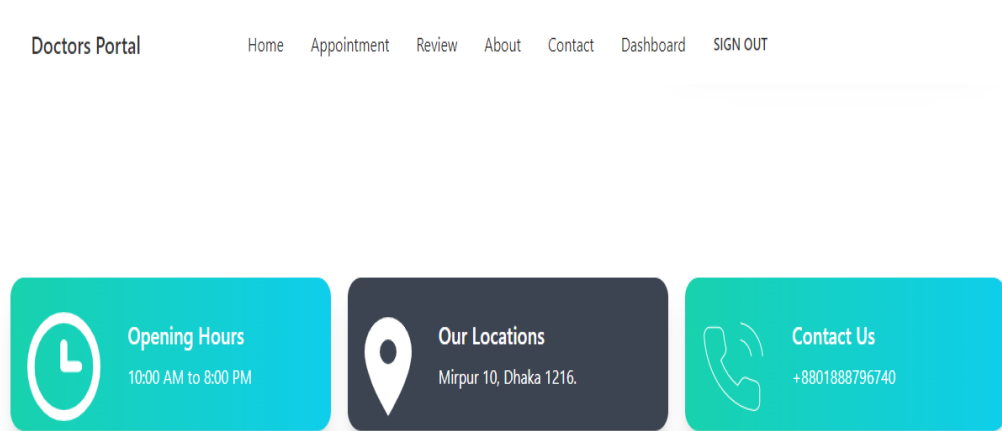 Doctors Portal Home Appointment Review About Contact Dashboard SIGN OUT
Opening Hours
10:00 AM to 8:00 PM
Our Locations
Mirpur 10, Dhaka 1216.
Contact Us
+8801888796740